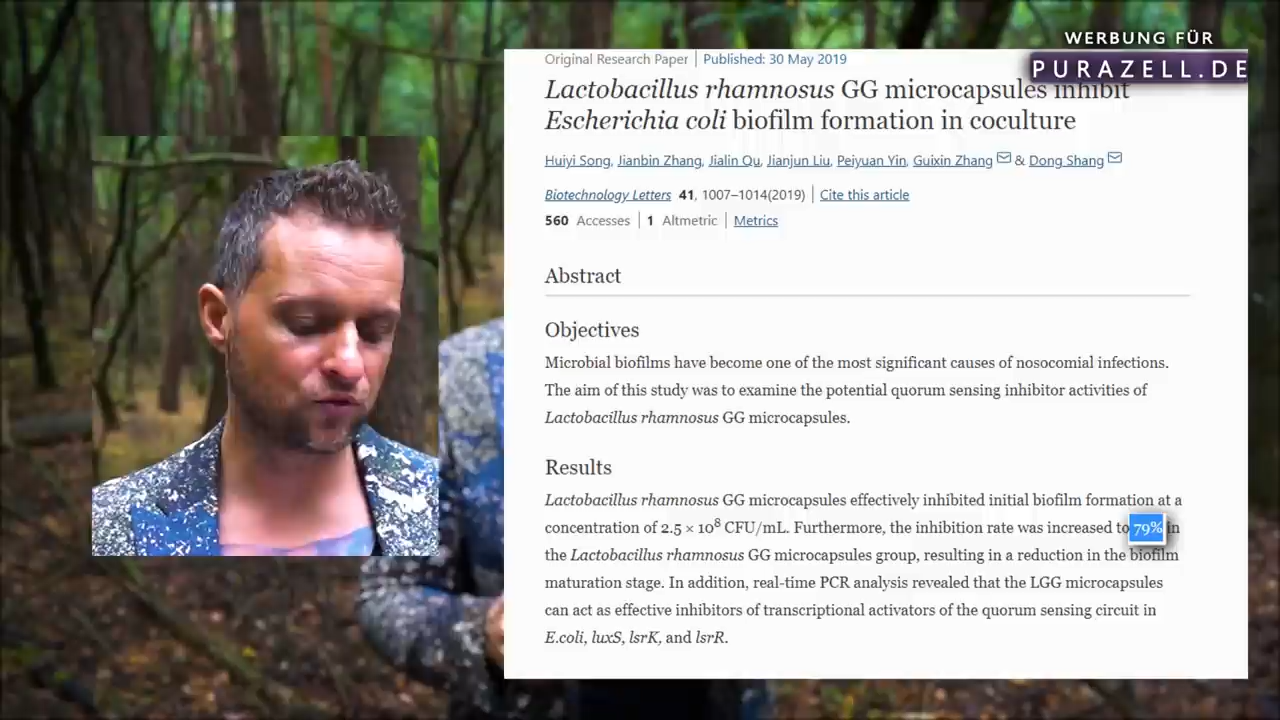 WERBUNG FÜR
PURAZELL.DE
Original Research Paper | Published: 30 May 2019
Lactobacillus rhamnosus GG microcapsules inhibit
Escherichia coli biofilm formation in coculture
Huiyi Song, Jianbin Zhang, Jialin Qu, Jianjun Liu, Peiyuan Yin, Guixin Zhang & Dong Shang
Biotechnology Letters 41, 1007–1014(2019) | Cite this article
560 Accesses | 1 Altmetric | Metrics
Abstract
Objectives
Microbial biofilms have become one of the most significant causes of nosocomial infections.
The aim of this study was to examine the potential quorum sensing inhibitor activities of
Lactobacillus rhamnosus GG microcapsules.
Results
Lactobacillus rhamnosus GG microcapsules effectively inhibited initial biofilm formation at a
concentration of 2.5 × 10⁸ CFU/mL. Furthermore, the inhibition rate was increased to 79% in
the Lactobacillus rhamnosus GG microcapsules group, resulting in a reduction in the biofilm
maturation stage. In addition, real-time PCR analysis revealed that the LGG microcapsules
can act as effective inhibitors of transcriptional activators of the quorum sensing circuit in
E.coli, luxS, lsrK, and lsrR.